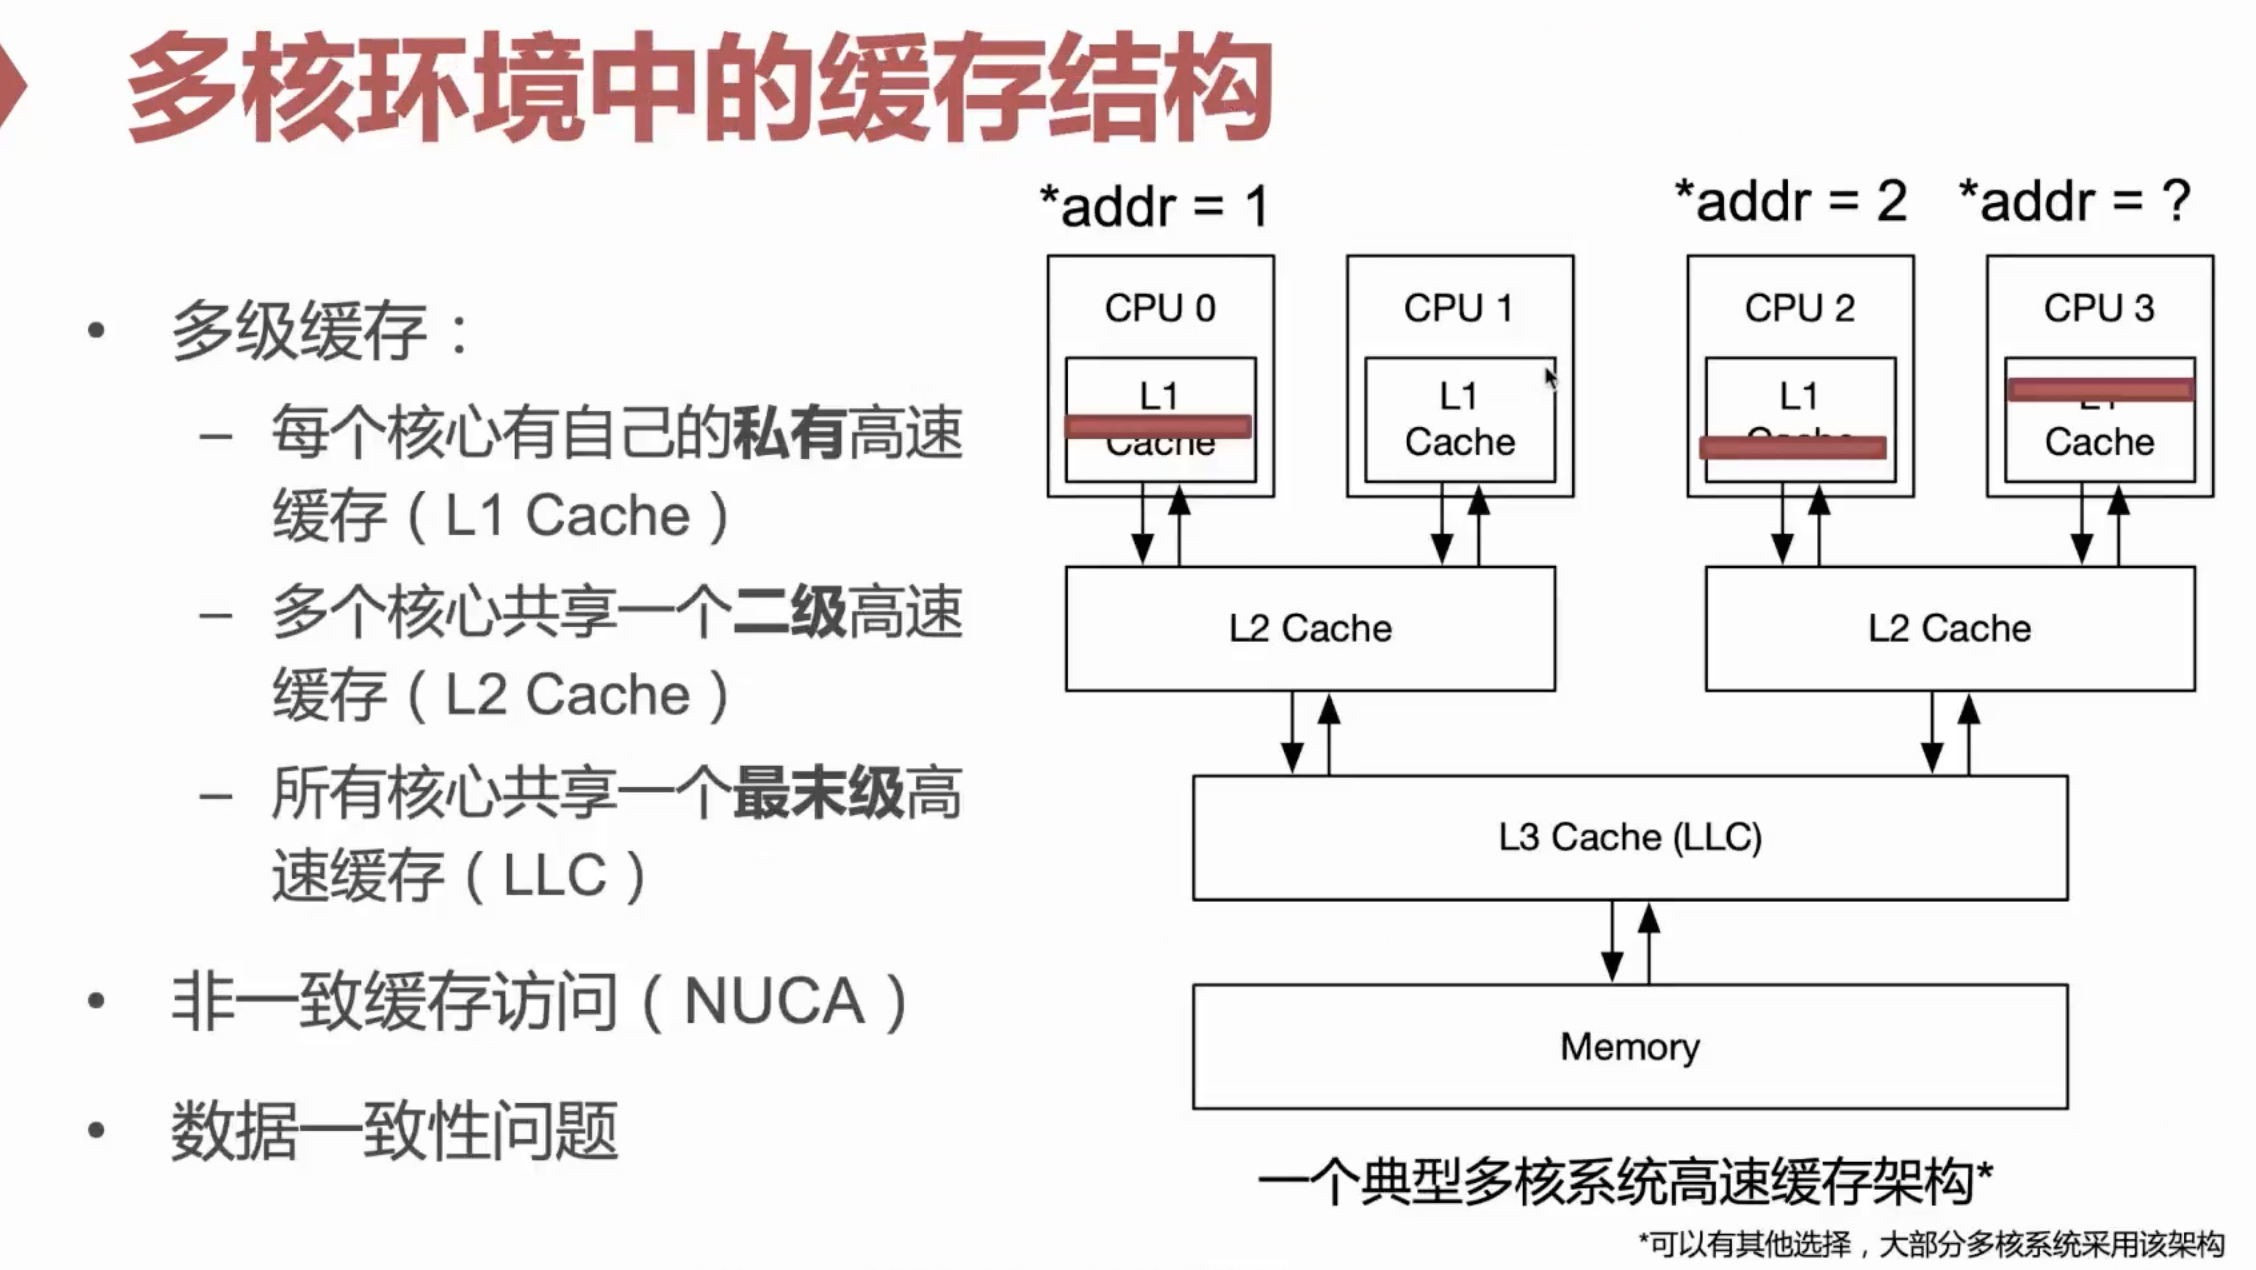 多核环境中的缓存结构
• 多级缓存：
– 每个核心有自己的私有高速
缓存（L1 Cache）
– 多个核心共享一个二级高速
缓存（L2 Cache）
– 所有核心共享一个最末级高
速缓存（LLC）
• 非一致缓存访问（NUCA）
• 数据一致性问题
*addr = 1
*addr = 2
*addr = ?
CPU 0
CPU 1
CPU 2
CPU 3
L1
Cache
L1
Cache
L1
Cache
L1
Cache
L2 Cache
L2 Cache
L3 Cache (LLC)
Memory
一个典型多核系统高速缓存架构*
*可以有其他选择，大部分多核系统采用该架构